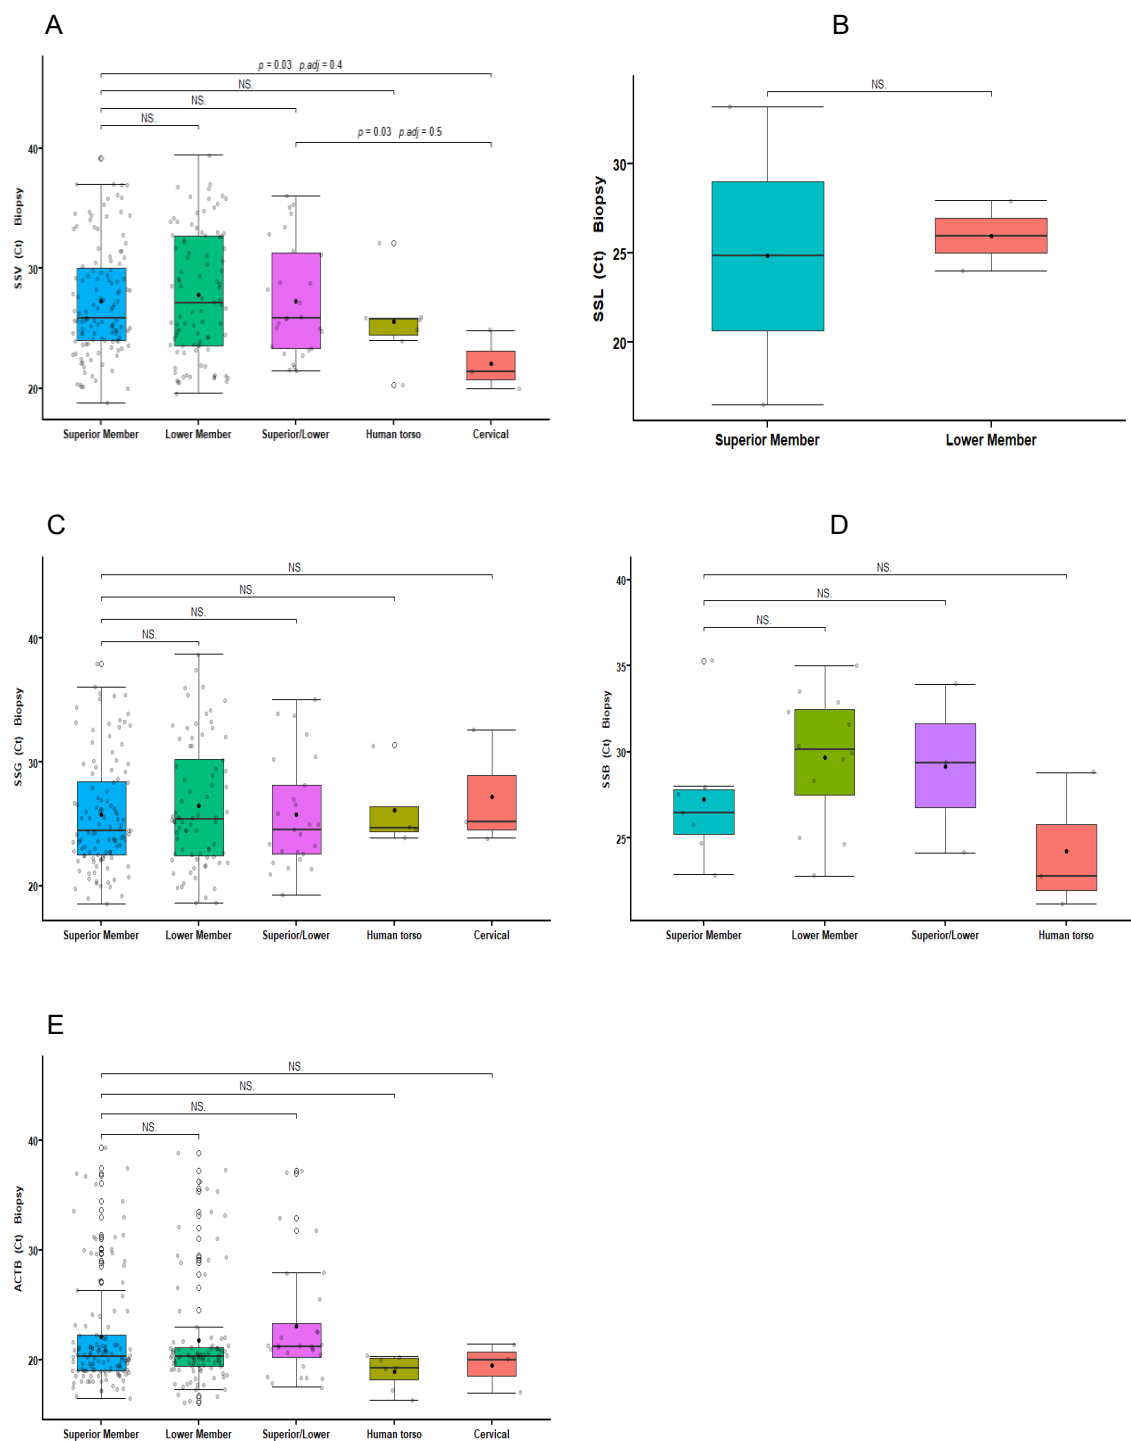 A
p = 0.03 p.adj = 0.4
NS.
NS.
NS.
p = 0.03 p.adj = 0.5
40
30
20
SSV (Ct) Biopsy
Superior Member Lower Member Superior/Lower Human torso Cervical
B
NS.
30
25
20
SSL (Ct) Biopsy
Superior Member Lower Member
C
NS.
NS.
NS.
NS.
40
30
20
SSG (Ct) Biopsy
Superior Member Lower Member Superior/Lower Human torso Cervical
D
NS.
NS.
NS.
40
35
30
25
SSB (Ct) Biopsy
Superior Member Lower Member Superior/Lower Human torso
E
NS.
NS.
NS.
NS.
40
30
20
ACTB (Ct) Biopsy
Superior Member Lower Member Superior/Lower Human torso Cervical